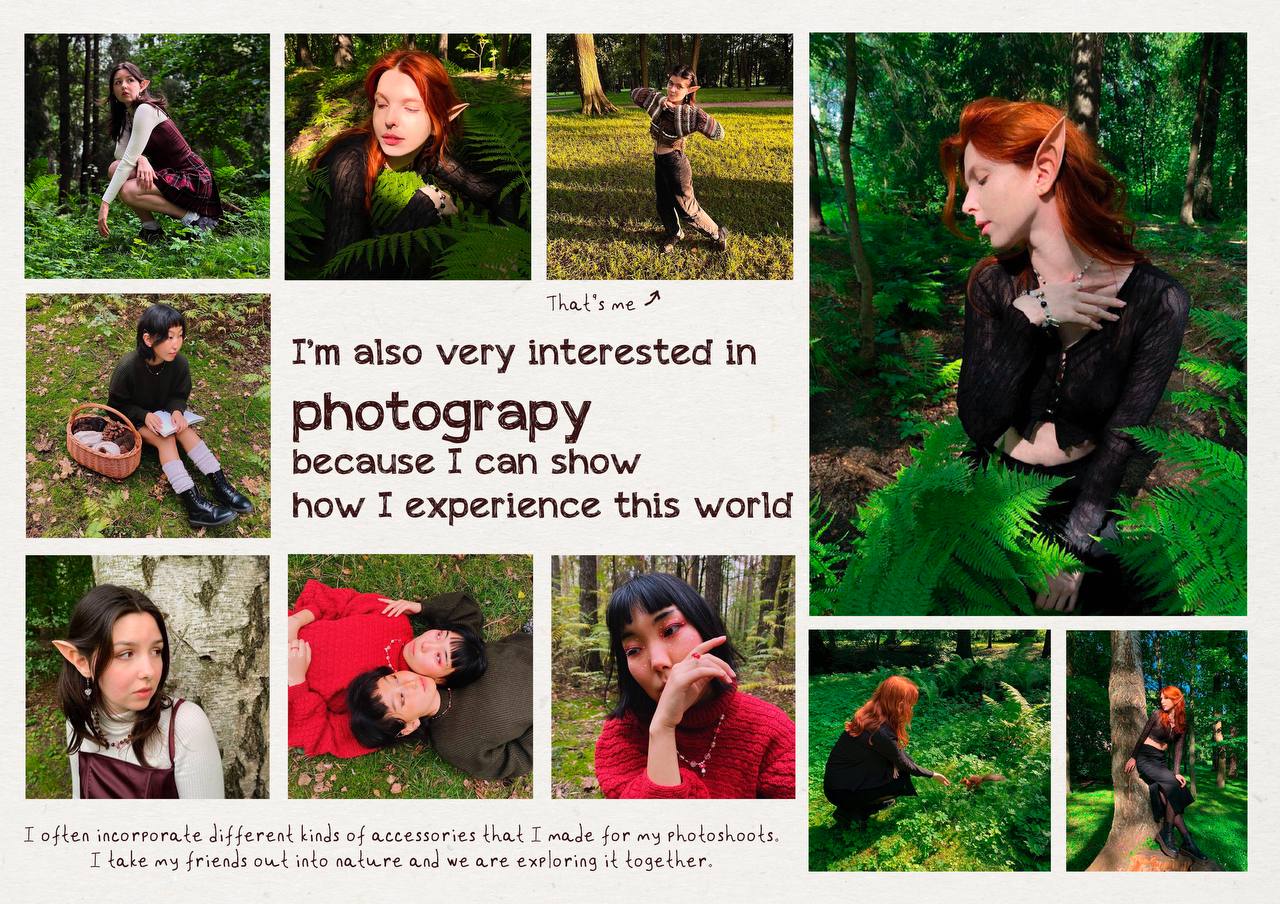 That's me
I'm also very interested in
photograpy
because I can show
how I experience this world
I often incorporate different kinds of accessories that I made for my photoshoots.
I take my friends out into nature and we are exploring it together.